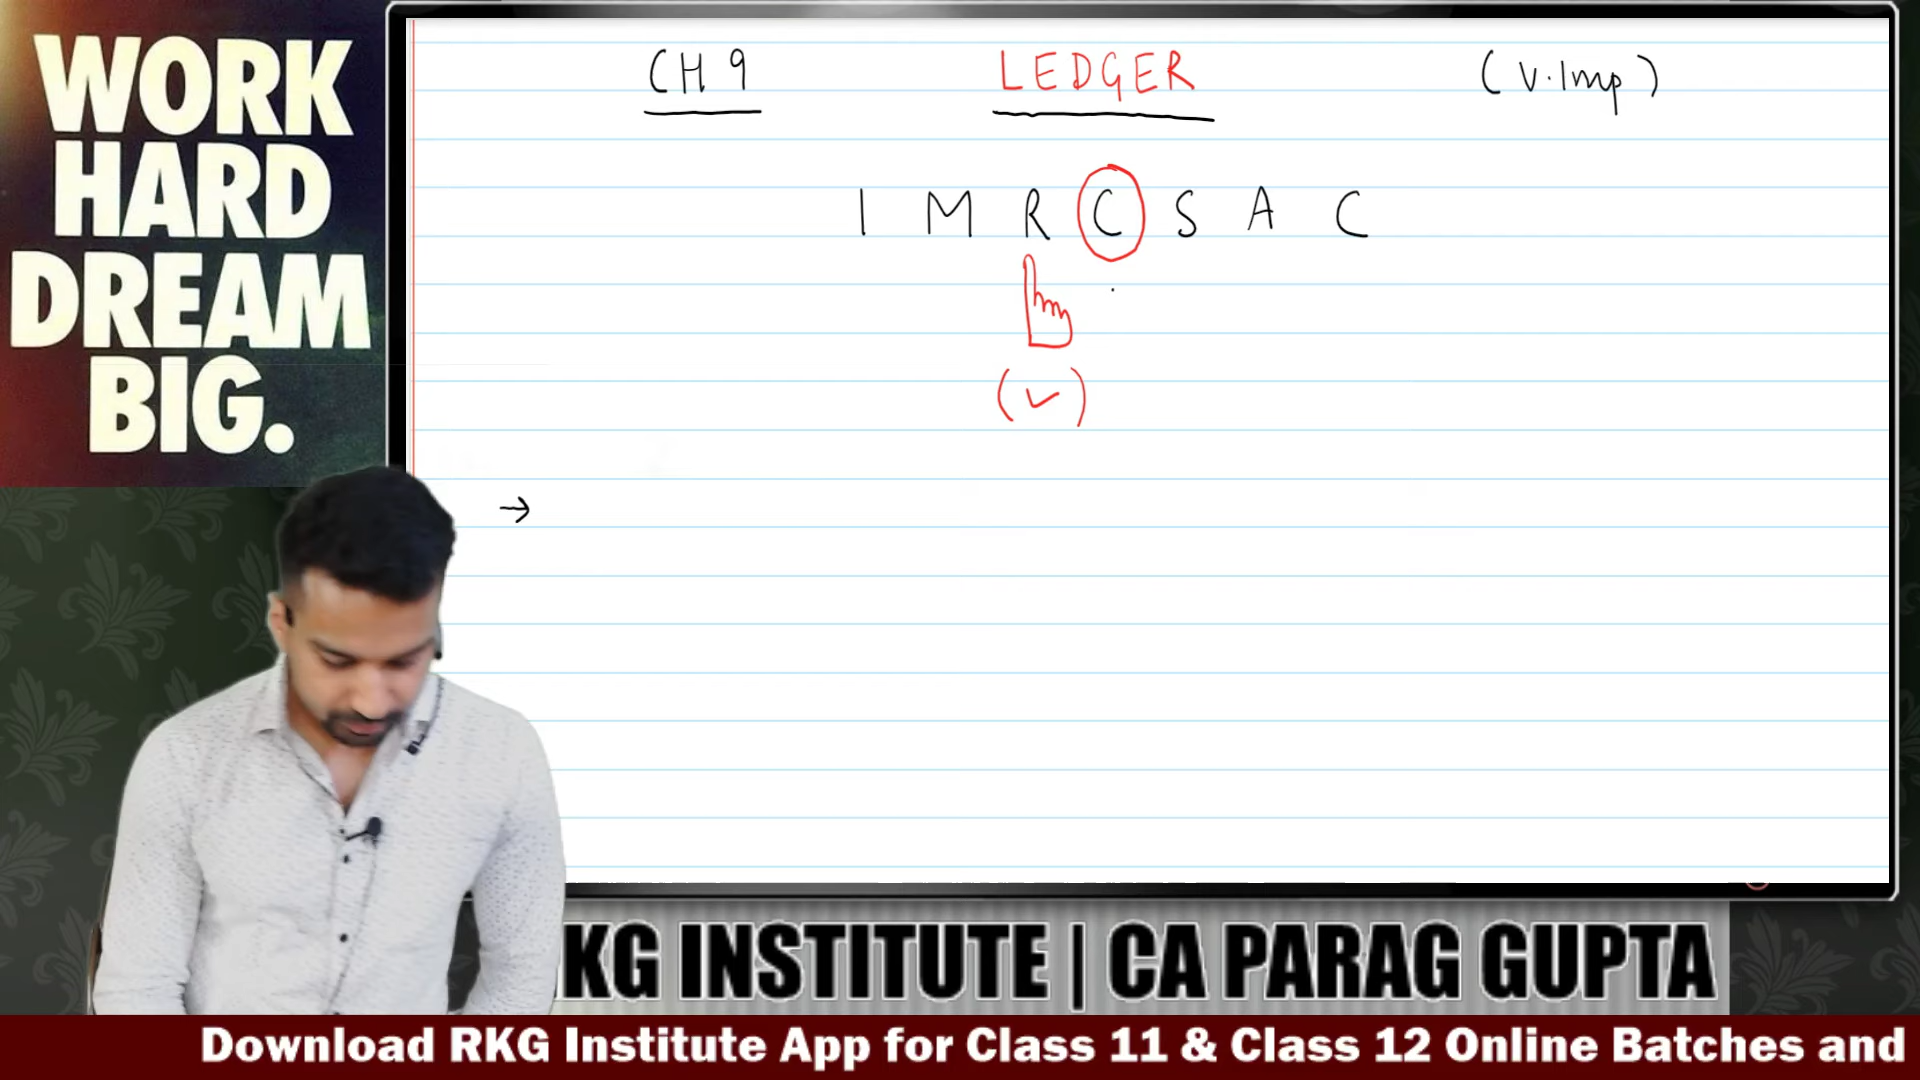 WORK
HARD
DREAM
BIG.
CH 9 LEDGER (V.Imp)
I M R C S A C
(✓)
→
KG INSTITUTE | CA PARAG GUPTA
Download RKG Institute App for Class 11 & Class 12 Online Batches and